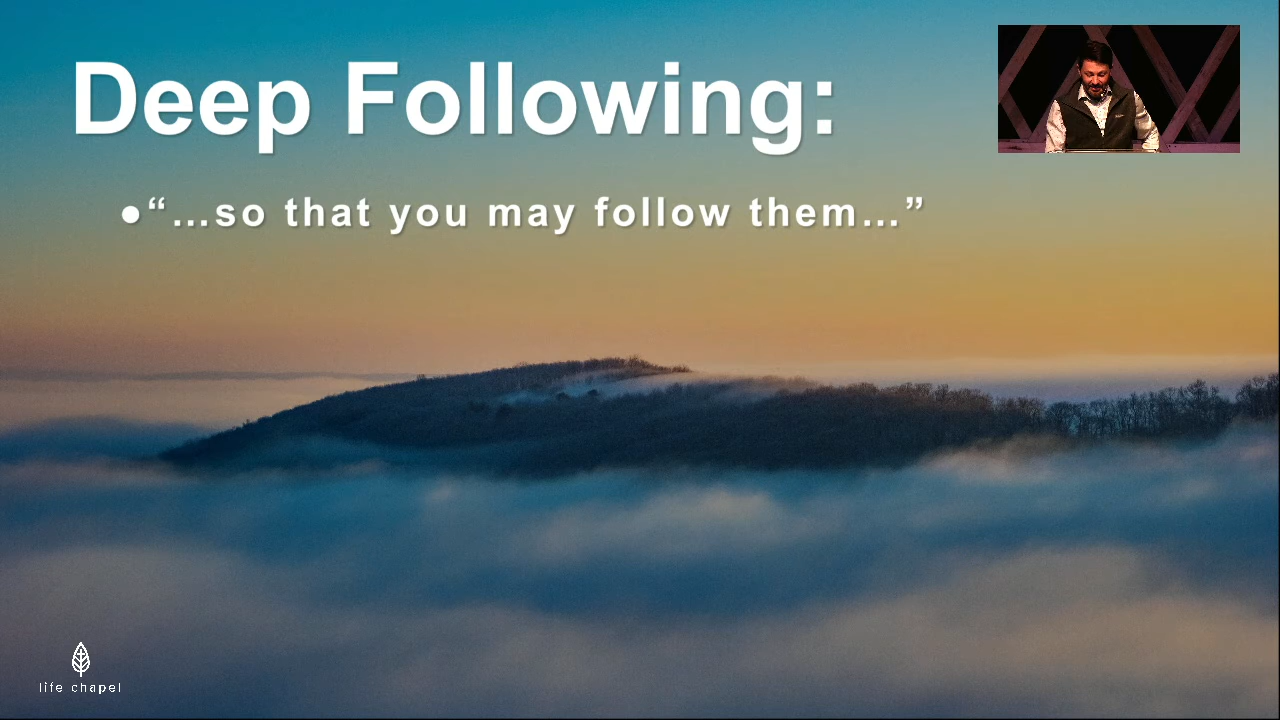 Deep Following:
●“…so that you may follow them…”
life chapel